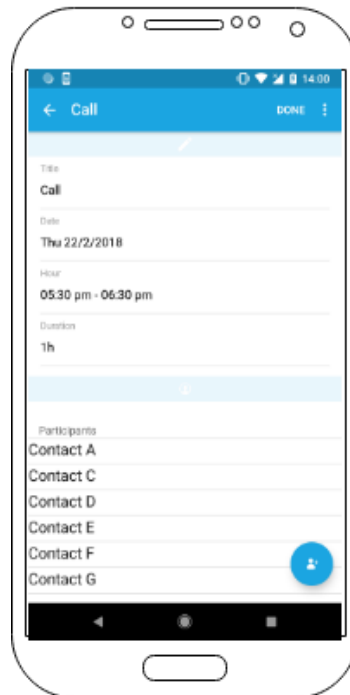 14:00
Call
DONE
Title
Call
Date
Thu 22/2/2018
Hour
05:30 pm - 06:30 pm
Duration
1h
Participants
Contact A
Contact C
Contact D
Contact E
Contact F
Contact G